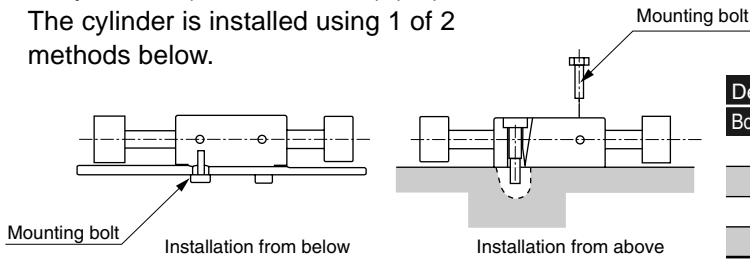 The cylinder is installed using 1 of 2
methods below.
Mounting bolt
Mounting bolt
Installation from below
Installation from above